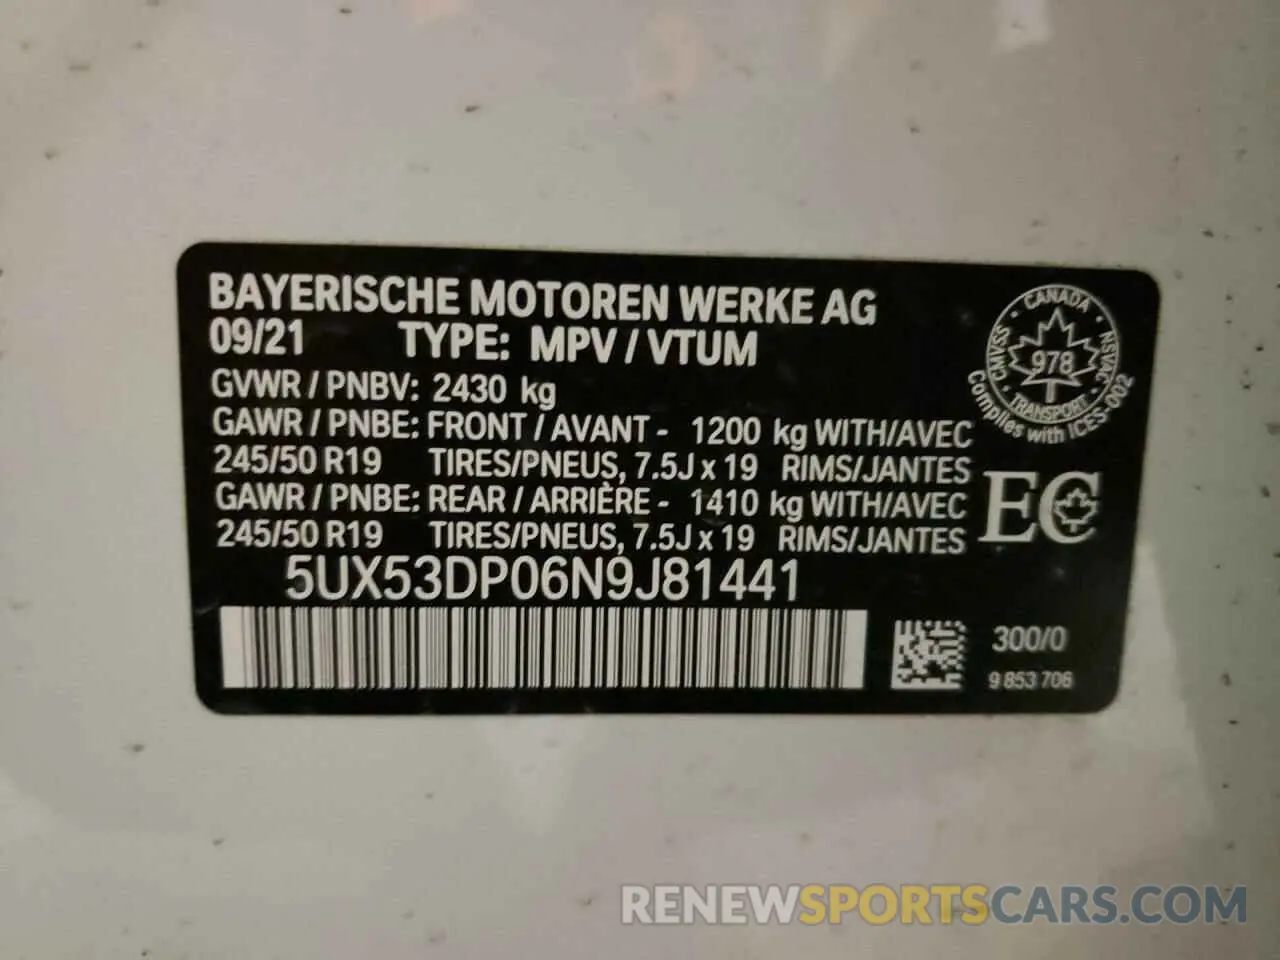 BAYERISCHE MOTOREN WERKE AG
09/21 TYPE: MPV / VTUM
GVWR / PNBV: 2430 kg
GAWR / PNBE: FRONT / AVANT - 1200 kg WITH/AVEC
245/50 R19 TIRES/PNEUS, 7.5J x 19 RIMS/JANTES
GAWR / PNBE: REAR / ARRIÈRE - 1410 kg WITH/AVEC
245/50 R19 TIRES/PNEUS, 7.5J x 19 RIMS/JANTES
5UX53DP06N9J81441
CANADA
CMVSS
NSVAC
978
TRANSPORT
Complies with ICES-002
EC
300/0
9 853 706
RENEWSPORTSCARS.COM